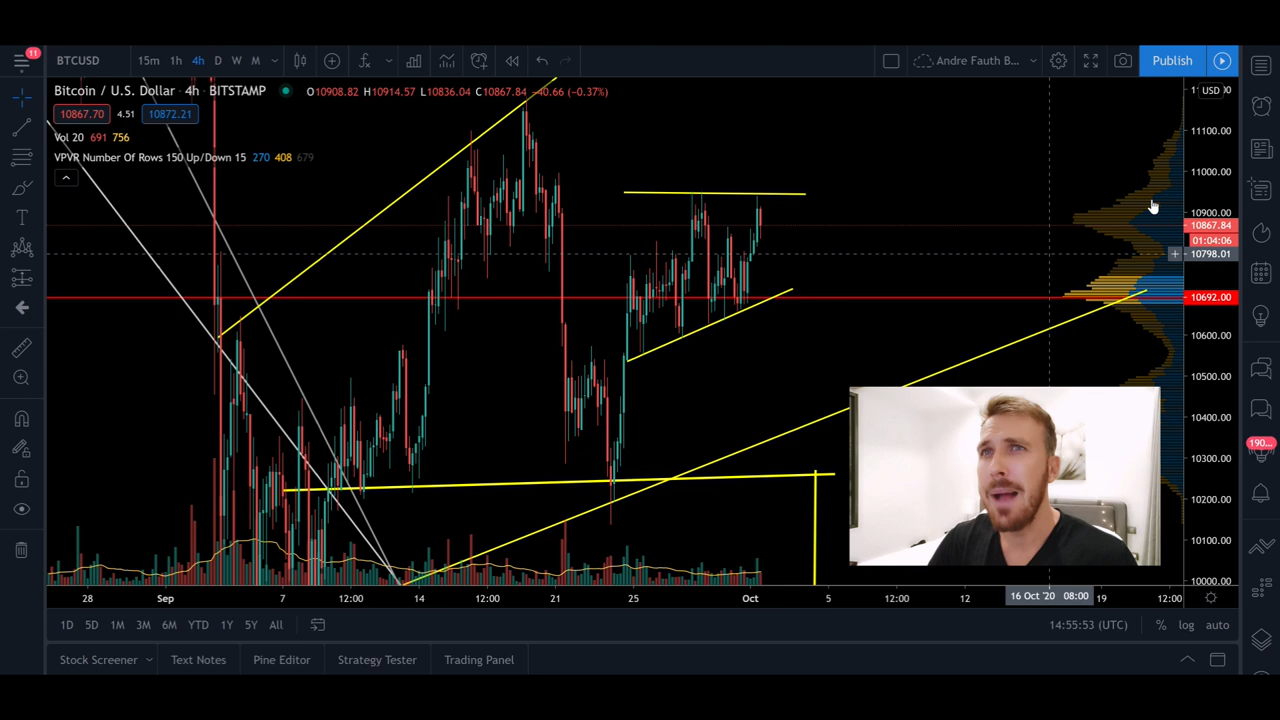 11
BTCUSD 15m 1h 4h D W M Andre Fauth B... Publish
Bitcoin / U.S. Dollar · 4h · BITSTAMP O10908.82 H10914.57 L10836.04 C10867.84 −40.66 (−0.37%)
USD
10867.70 4.51 10872.21
Vol 20 691 756
VPVR Number Of Rows 150 Up/Down 15 270 408 679
11100.00
11000.00
10900.00
10867.84
01:04:06
10798.01
10692.00
10600.00
10500.00
10400.00
10300.00
10200.00
10100.00
10000.00
190...
28 Sep 7 12:00 14 12:00 21 25 Oct 5 12:00 12 16 Oct '20 08:00 19 12:00
1D 5D 1M 3M 6M YTD 1Y 5Y All 14:55:53 (UTC) % log auto
Stock Screener Text Notes Pine Editor Strategy Tester Trading Panel